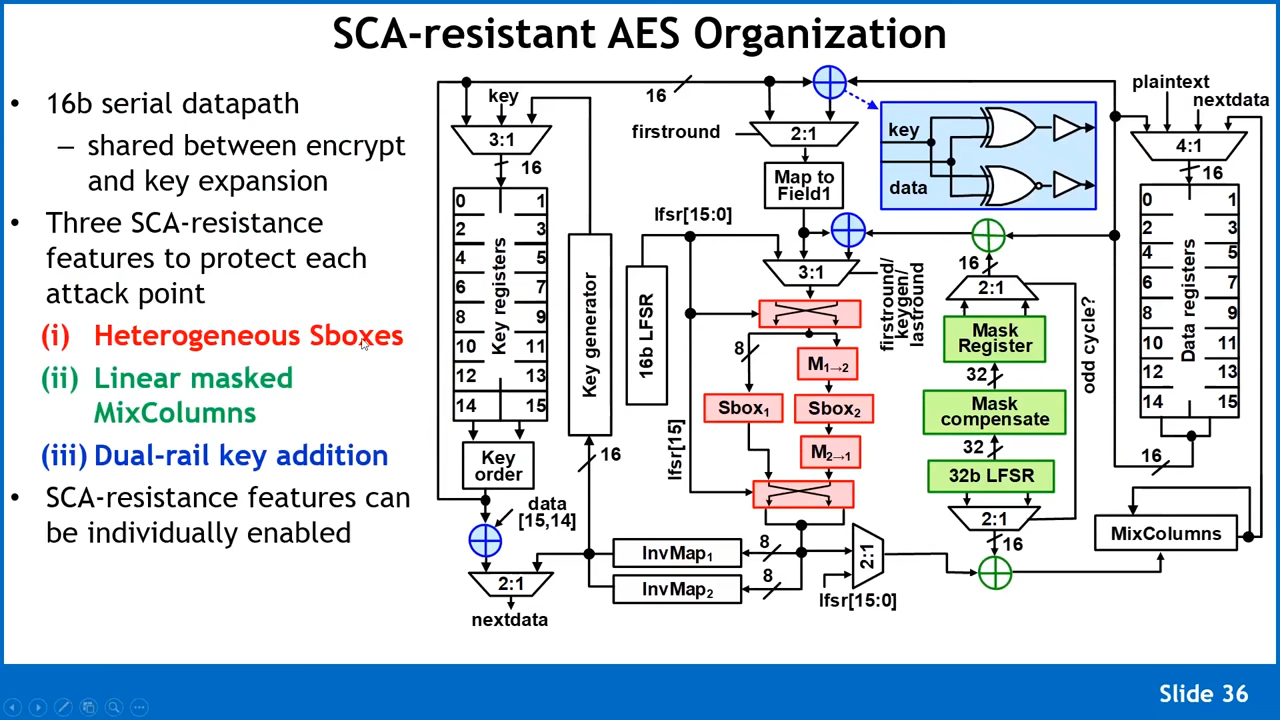 SCA-resistant AES Organization
• 16b serial datapath
– shared between encrypt
and key expansion
• Three SCA-resistance
features to protect each
attack point
(i) Heterogeneous Sboxes
(ii) Linear masked
MixColumns
(iii) Dual-rail key addition
• SCA-resistance features can
be individually enabled
key
16
3:1
16
0 1
2 3
4 5
6 7
8 9
10 11
12 13
14 15
Key registers
Key
order
data
[15,14]
2:1
nextdata
Key generator
16
16b LFSR
lfsr[15:0]
lfsr[15]
firstround
2:1
Map to
Field1
3:1
firstround/
keygen/
lastround
8
M1→2
Sbox1
Sbox2
M2→1
InvMap1
8
InvMap2
8
2:1
lfsr[15:0]
key
data
16
2:1
Mask
Register
32
Mask
compensate
32
32b LFSR
2:1
16
odd cycle?
plaintext
nextdata
4:1
16
0 1
2 3
4 5
6 7
8 9
10 11
12 13
14 15
Data registers
16
MixColumns
Slide 36